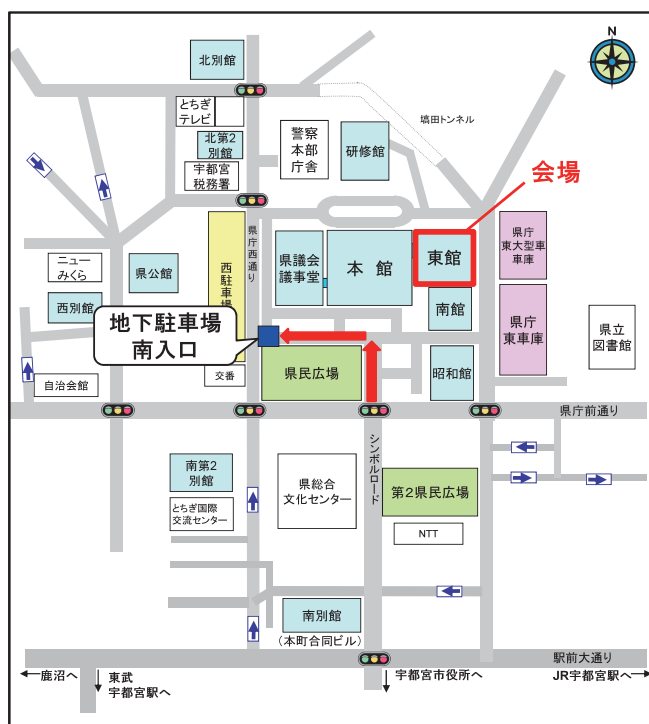 N
北別館
とちぎ
テレビ
北第2
別館
宇都宮
税務署
警察
本部
庁舎
研修館
塙田トンネル
会場
県庁西通り
西駐車場
県議会
議事堂
本館
東館
南館
県庁
東大型車
車庫
県庁
東車庫
県立
図書館
ニュー
みくら
県公館
西別館
地下駐車場
南入口
自治会館
交番
県民広場
昭和館
県庁前通り
シンボルロード
南第2
別館
とちぎ国際
交流センター
県総合
文化センター
第2県民広場
NTT
南別館
(本町合同ビル)
駅前大通り
鹿沼へ
東武
宇都宮駅へ
宇都宮市役所へ
JR宇都宮駅へ